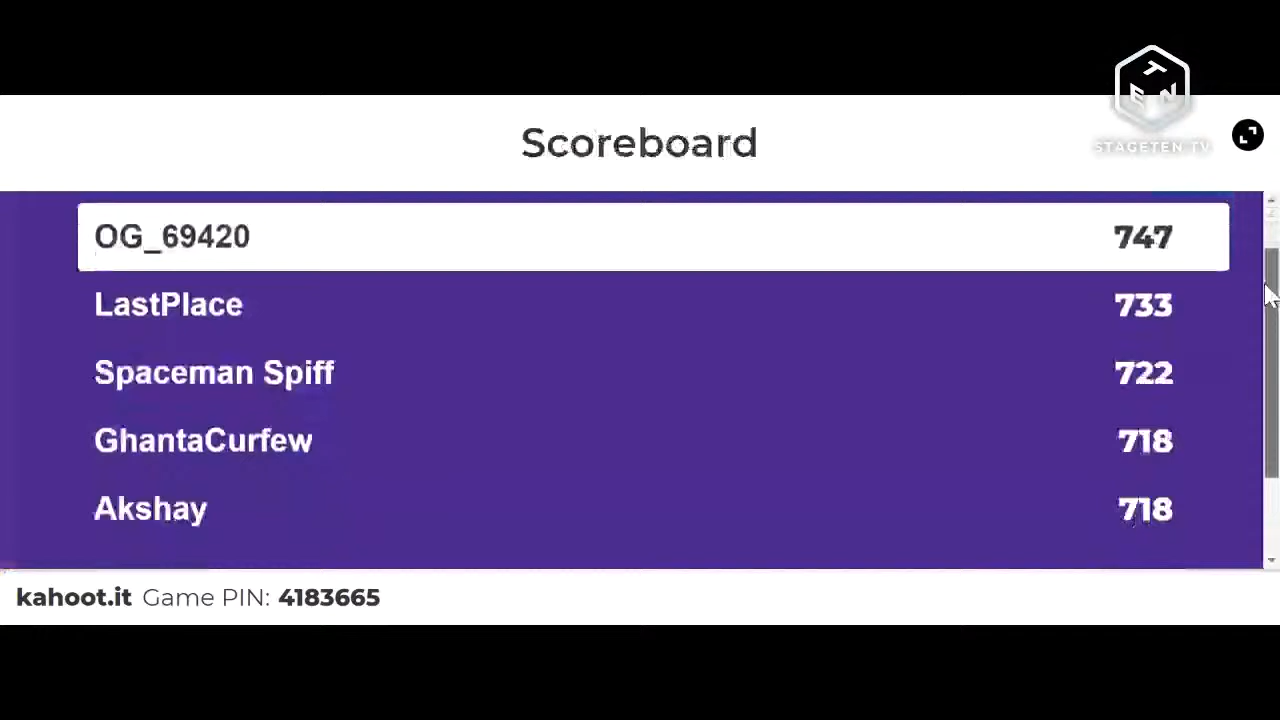 TEN
STAGETEN.TV
Scoreboard
OG_69420 747
LastPlace 733
Spaceman Spiff 722
GhantaCurfew 718
Akshay 718
kahoot.it Game PIN: 4183665